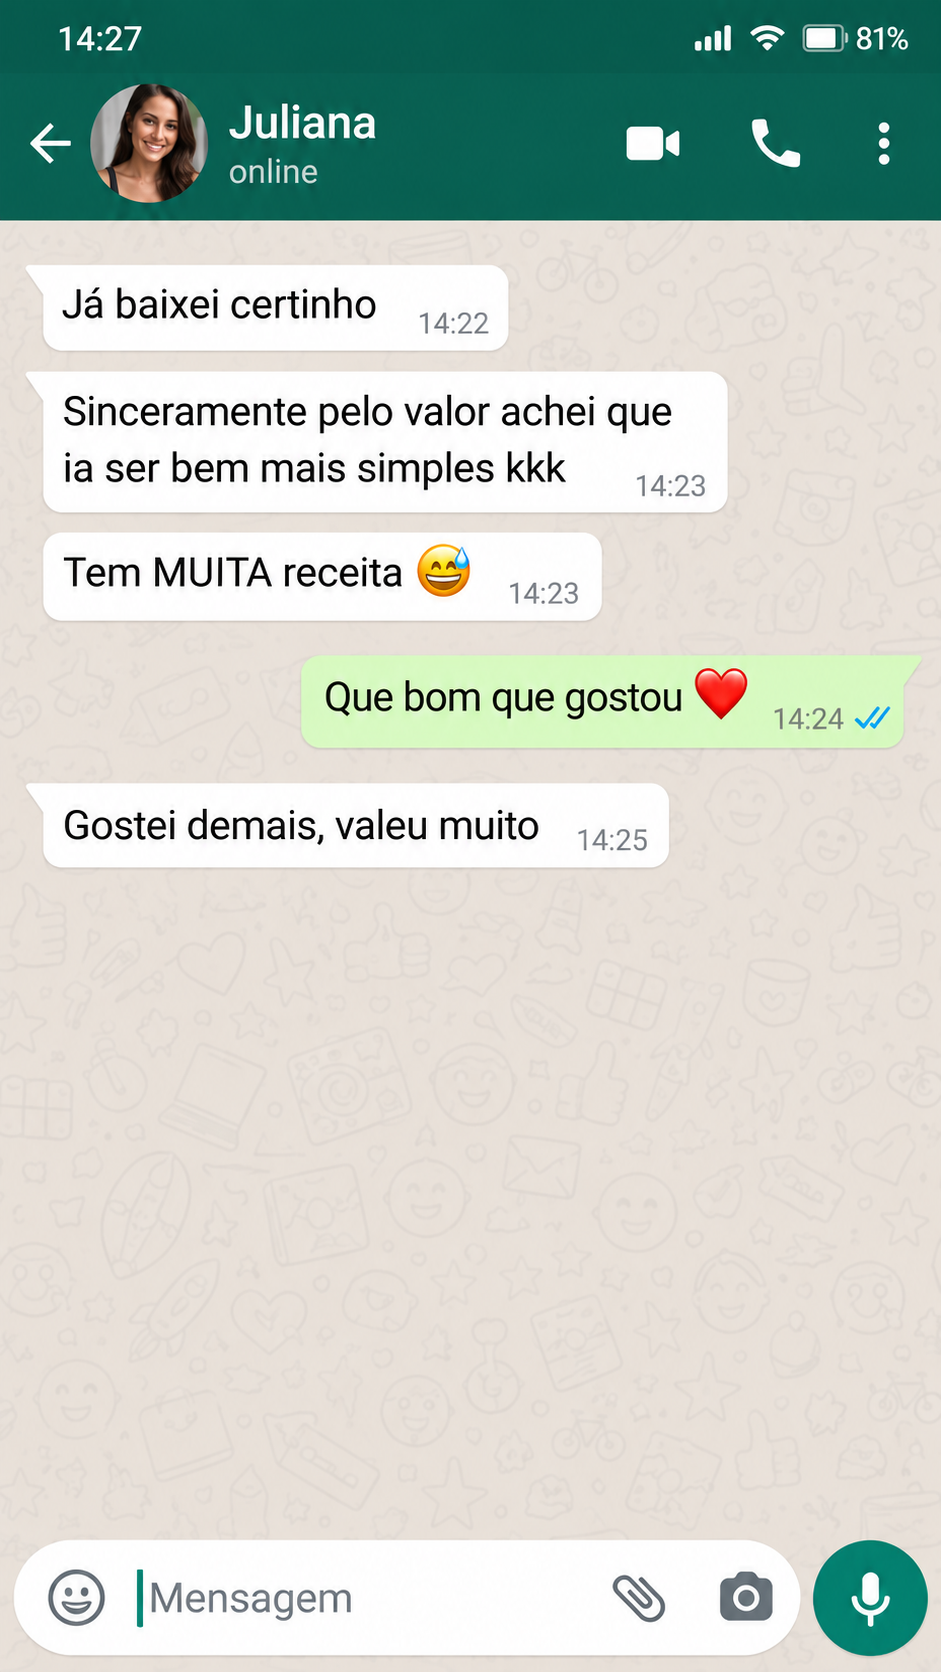 14:27
81%
Juliana
online
Já baixei certinho
14:22
Sinceramente pelo valor achei que
ia ser bem mais simples kkk
14:23
Tem MUITA receita 😅
14:23
Que bom que gostou ❤️
14:24
Gostei demais, valeu muito
14:25
Mensagem